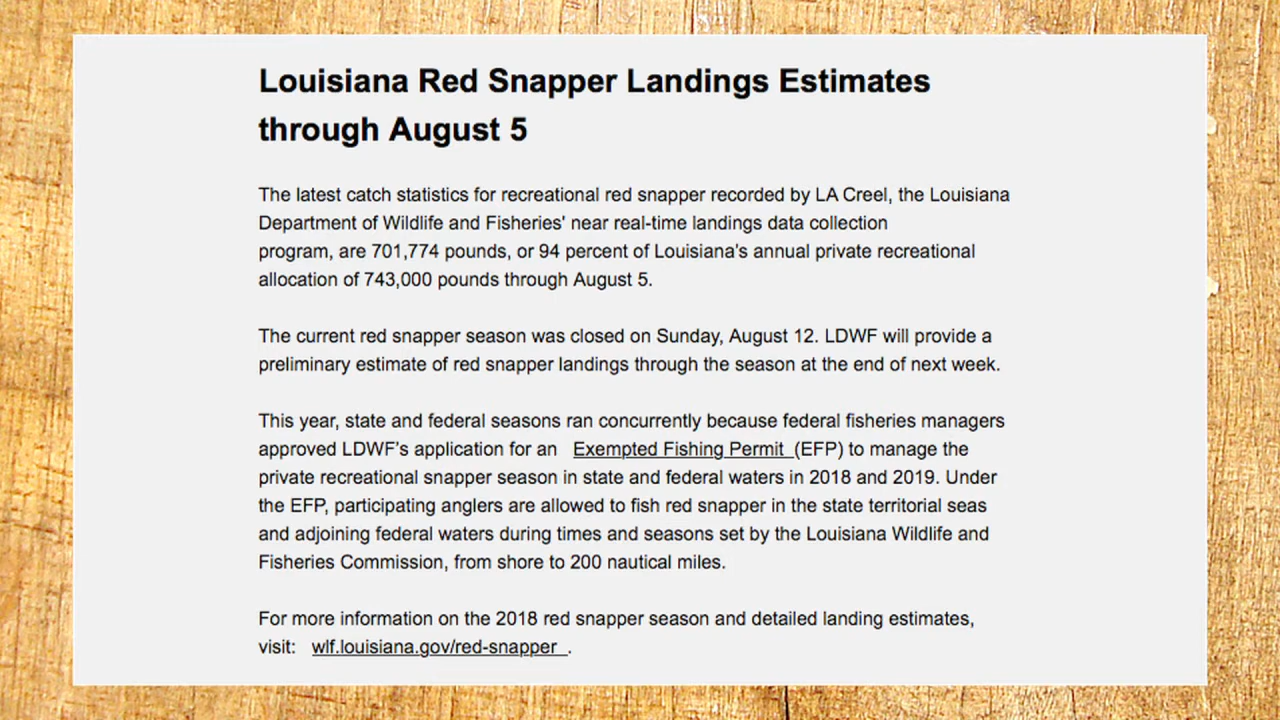 Louisiana Red Snapper Landings Estimates
through August 5
The latest catch statistics for recreational red snapper recorded by LA Creel, the Louisiana
Department of Wildlife and Fisheries' near real-time landings data collection
program, are 701,774 pounds, or 94 percent of Louisiana's annual private recreational
allocation of 743,000 pounds through August 5.
The current red snapper season was closed on Sunday, August 12. LDWF will provide a
preliminary estimate of red snapper landings through the season at the end of next week.
This year, state and federal seasons ran concurrently because federal fisheries managers
approved LDWF's application for an Exempted Fishing Permit (EFP) to manage the
private recreational snapper season in state and federal waters in 2018 and 2019. Under
the EFP, participating anglers are allowed to fish red snapper in the state territorial seas
and adjoining federal waters during times and seasons set by the Louisiana Wildlife and
Fisheries Commission, from shore to 200 nautical miles.
For more information on the 2018 red snapper season and detailed landing estimates,
visit: wlf.louisiana.gov/red-snapper .